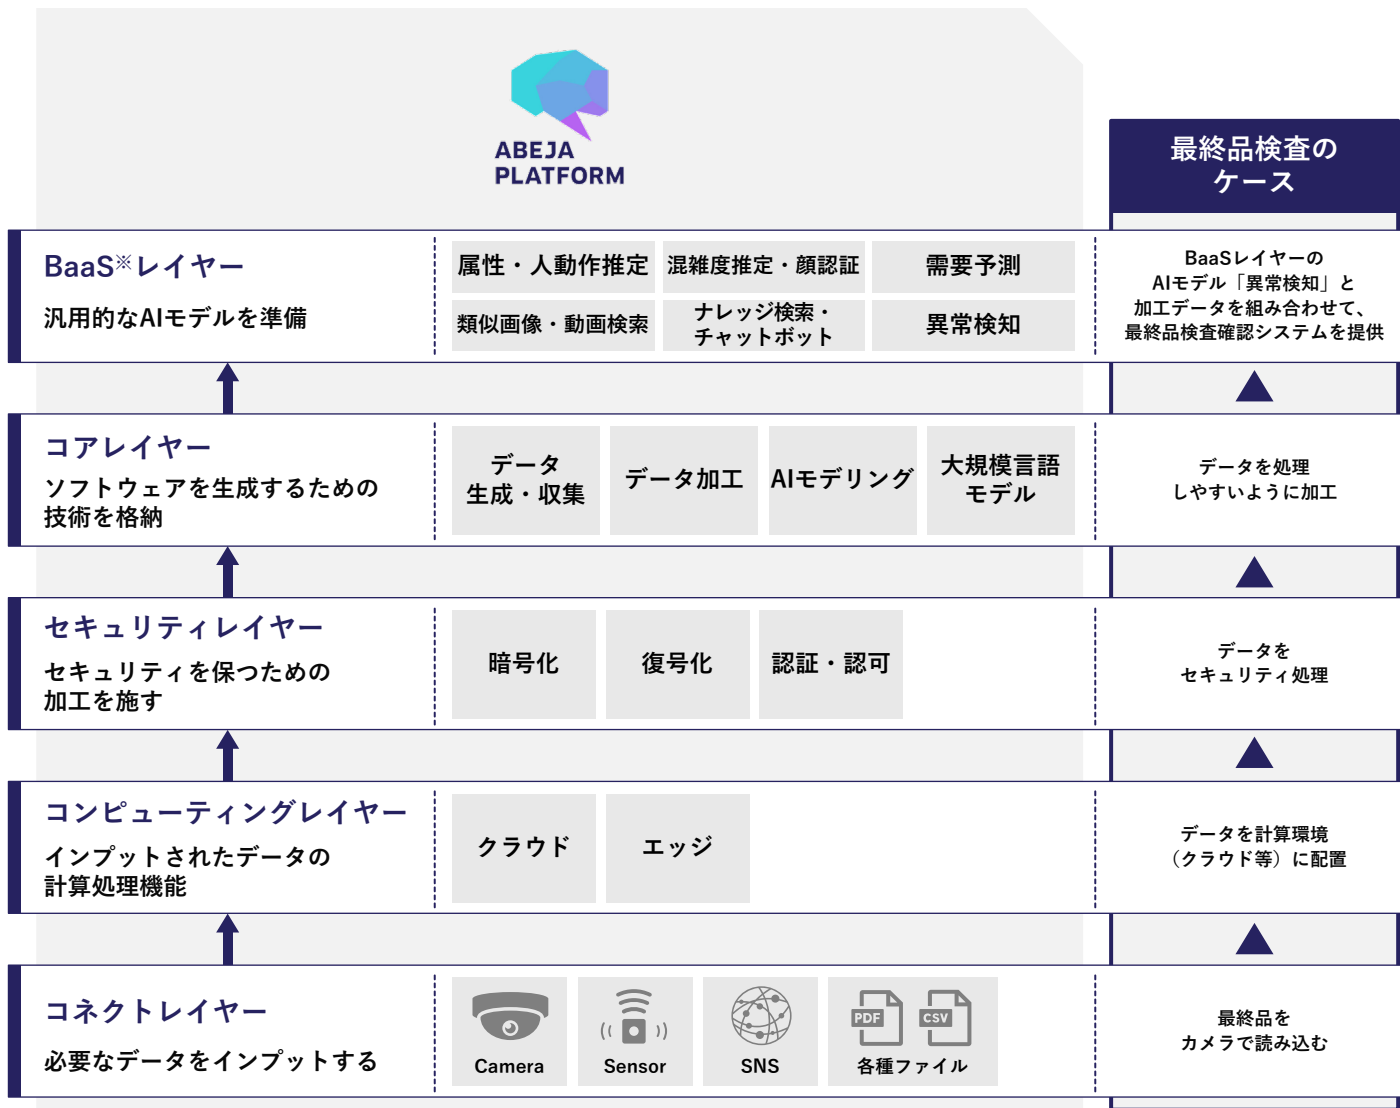 ABEJA
PLATFORM
最終品検査の
ケース
BaaS※レイヤー
汎用的なAIモデルを準備
属性・人動作推定
混雑度推定・顔認証
需要予測
類似画像・動画検索
ナレッジ検索・
チャットボット
異常検知
BaaSレイヤーの
AIモデル「異常検知」と
加工データを組み合わせて、
最終品検査確認システムを提供
コアレイヤー
ソフトウェアを生成するための
技術を格納
データ
生成・収集
データ加工
AIモデリング
大規模言語
モデル
データを処理
しやすいように加工
セキュリティレイヤー
セキュリティを保つための
加工を施す
暗号化
復号化
認証・認可
データを
セキュリティ処理
コンピューティングレイヤー
インプットされたデータの
計算処理機能
クラウド
エッジ
データを計算環境
（クラウド等）に配置
コネクトレイヤー
必要なデータをインプットする
Camera
Sensor
SNS
PDF
CSV
各種ファイル
最終品を
カメラで読み込む